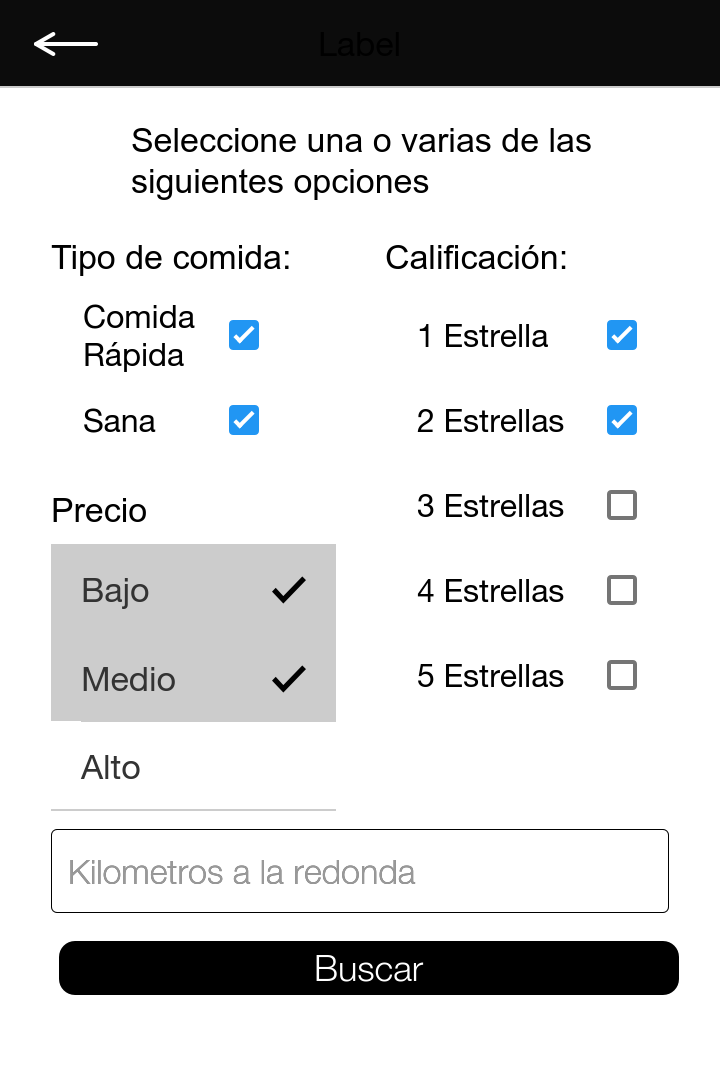 Label
Seleccione una o varias de las
siguientes opciones
Tipo de comida:
Comida
Rápida
Sana
Precio
Bajo
Medio
Alto
Calificación:
1 Estrella
2 Estrellas
3 Estrellas
4 Estrellas
5 Estrellas
Kilometros a la redonda
Buscar